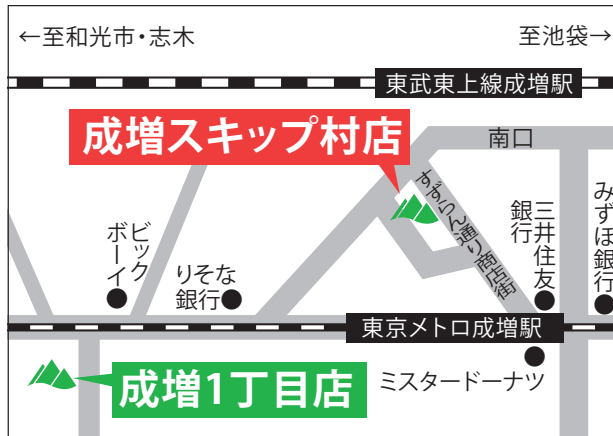 ←至和光市・志木
至池袋→
東武東上線成増駅
成増スキップ村店
南口
すずらん通り商店街
みずほ銀行
三井住友
銀行
ビック
ボーイ
りそな
銀行
東京メトロ成増駅
成増1丁目店
ミスタードーナツ